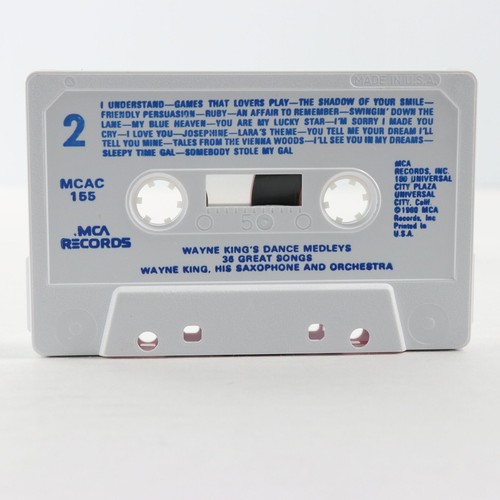 MADE IN U.S.A.
I UNDERSTAND—GAMES THAT LOVERS PLAY—THE SHADOW OF YOUR SMILE—
FRIENDLY PERSUASION—RUBY—AN AFFAIR TO REMEMBER—SWINGIN' DOWN THE
LANE—MY BLUE HEAVEN—YOU ARE MY LUCKY STAR—I'M SORRY I MADE YOU
CRY—I LOVE YOU—JOSEPHINE—LARA'S THEME—YOU TELL ME YOUR DREAM I'LL
TELL YOU MINE—TALES FROM THE VIENNA WOODS—I'LL SEE YOU IN MY DREAMS—
SLEEPY TIME GAL—SOMEBODY STOLE MY GAL
2
MCAC
155
MCA RECORDS
MCA
RECORDS, INC.
100 UNIVERSAL
CITY PLAZA
UNIVERSAL
CITY, Calif
©1980 MCA
Records, Inc
Printed in
U.S.A.
0 50
WAYNE KING'S DANCE MEDLEYS
36 GREAT SONGS
WAYNE KING, HIS SAXOPHONE AND ORCHESTRA